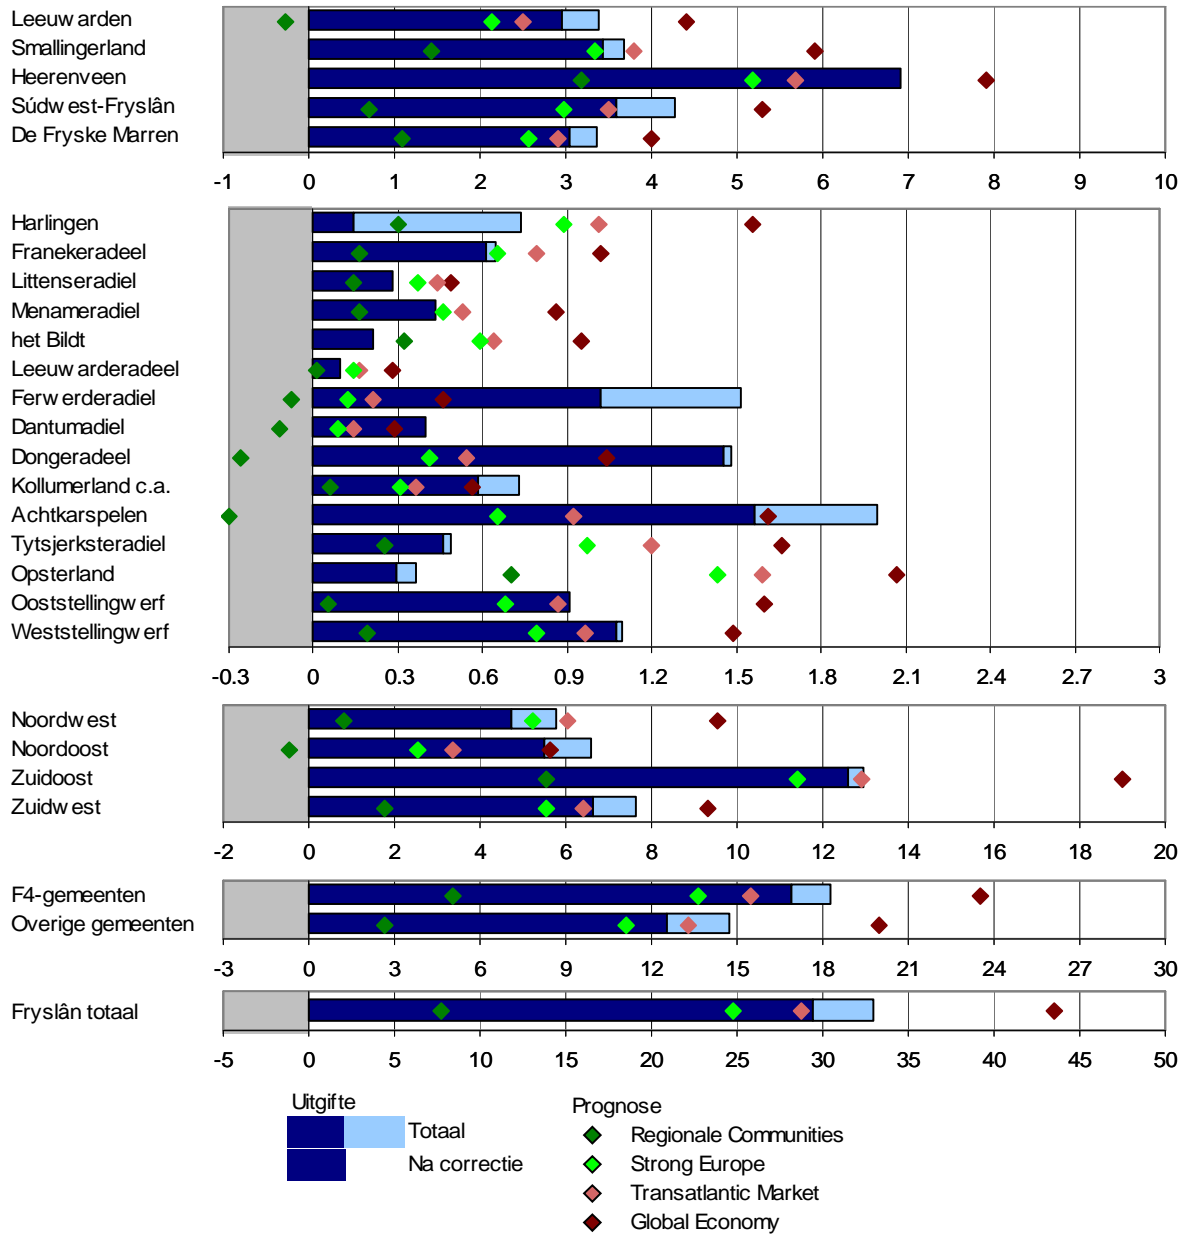 Leeuwarden
Smallingerland
Heerenveen
Súdwest-Fryslân
De Fryske Marren
-1 0 1 2 3 4 5 6 7 8 9 10
Harlingen
Franekeradeel
Littenseradiel
Menameradiel
het Bildt
Leeuwarderadeel
Ferwerderadiel
Dantumadiel
Dongeradeel
Kollumerland c.a.
Achtkarspelen
Tytsjerksteradiel
Opsterland
Ooststellingwerf
Weststellingwerf
-0.3 0 0.3 0.6 0.9 1.2 1.5 1.8 2.1 2.4 2.7 3
Noordwest
Noordoost
Zuidoost
Zuidwest
-2 0 2 4 6 8 10 12 14 16 18 20
F4-gemeenten
Overige gemeenten
-3 0 3 6 9 12 15 18 21 24 27 30
Fryslân totaal
-5 0 5 10 15 20 25 30 35 40 45 50
Uitgifte
Totaal
Na correctie
Prognose
Regionale Communities
Strong Europe
Transatlantic Market
Global Economy